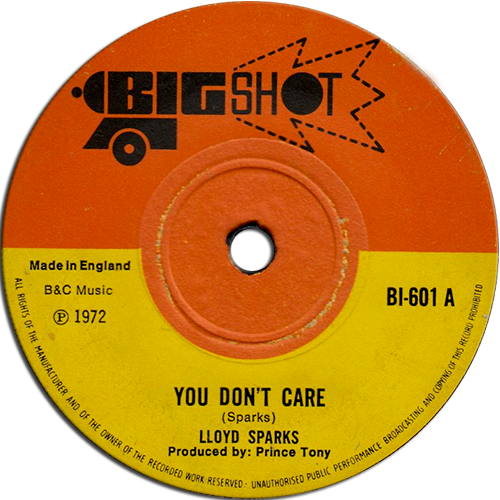 BIG SHOT
Made in England
B&C Music
℗ 1972
BI-601 A
YOU DON'T CARE
(Sparks)
LLOYD SPARKS
Produced by: Prince Tony
ALL RIGHTS OF THE MANUFACTURER AND OF THE OWNER OF THE RECORDED WORK RESERVED · UNAUTHORISED PUBLIC PERFORMANCE BROADCASTING AND COPYING OF THIS RECORD PROHIBITED